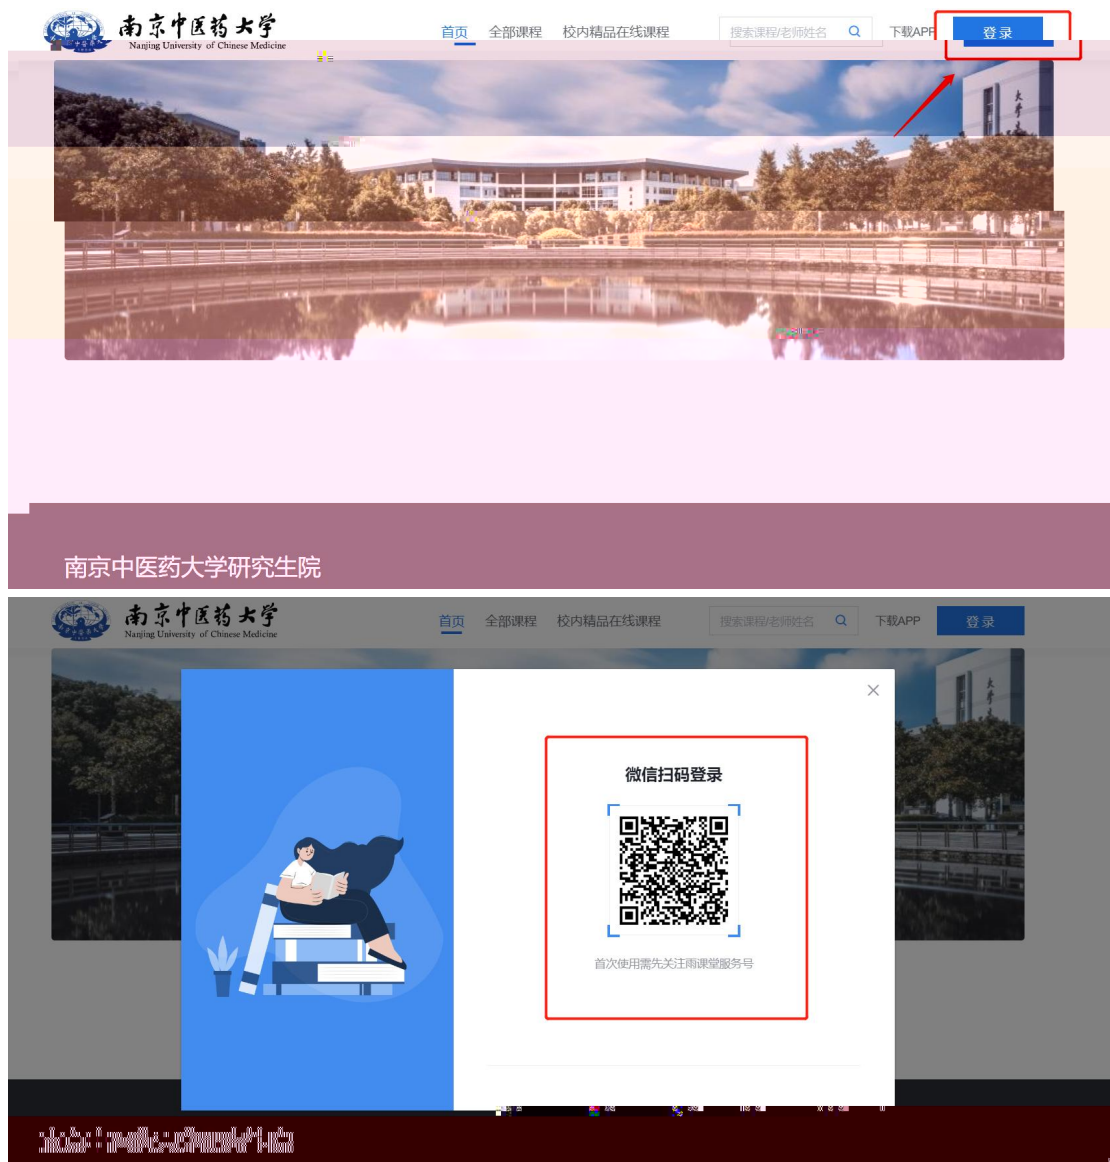 南京中医药大学
Nanjing University of Chinese Medicine
首页 全部课程 校内精品在线课程 搜索课程/老师姓名 下载APP 登录
大学
南京中医药大学研究生院
南京中医药大学
Nanjing University of Chinese Medicine
首页 全部课程 校内精品在线课程 搜索课程/老师姓名 下载APP 登录
大学
微信扫码登录
首次使用需先关注雨课堂服务号